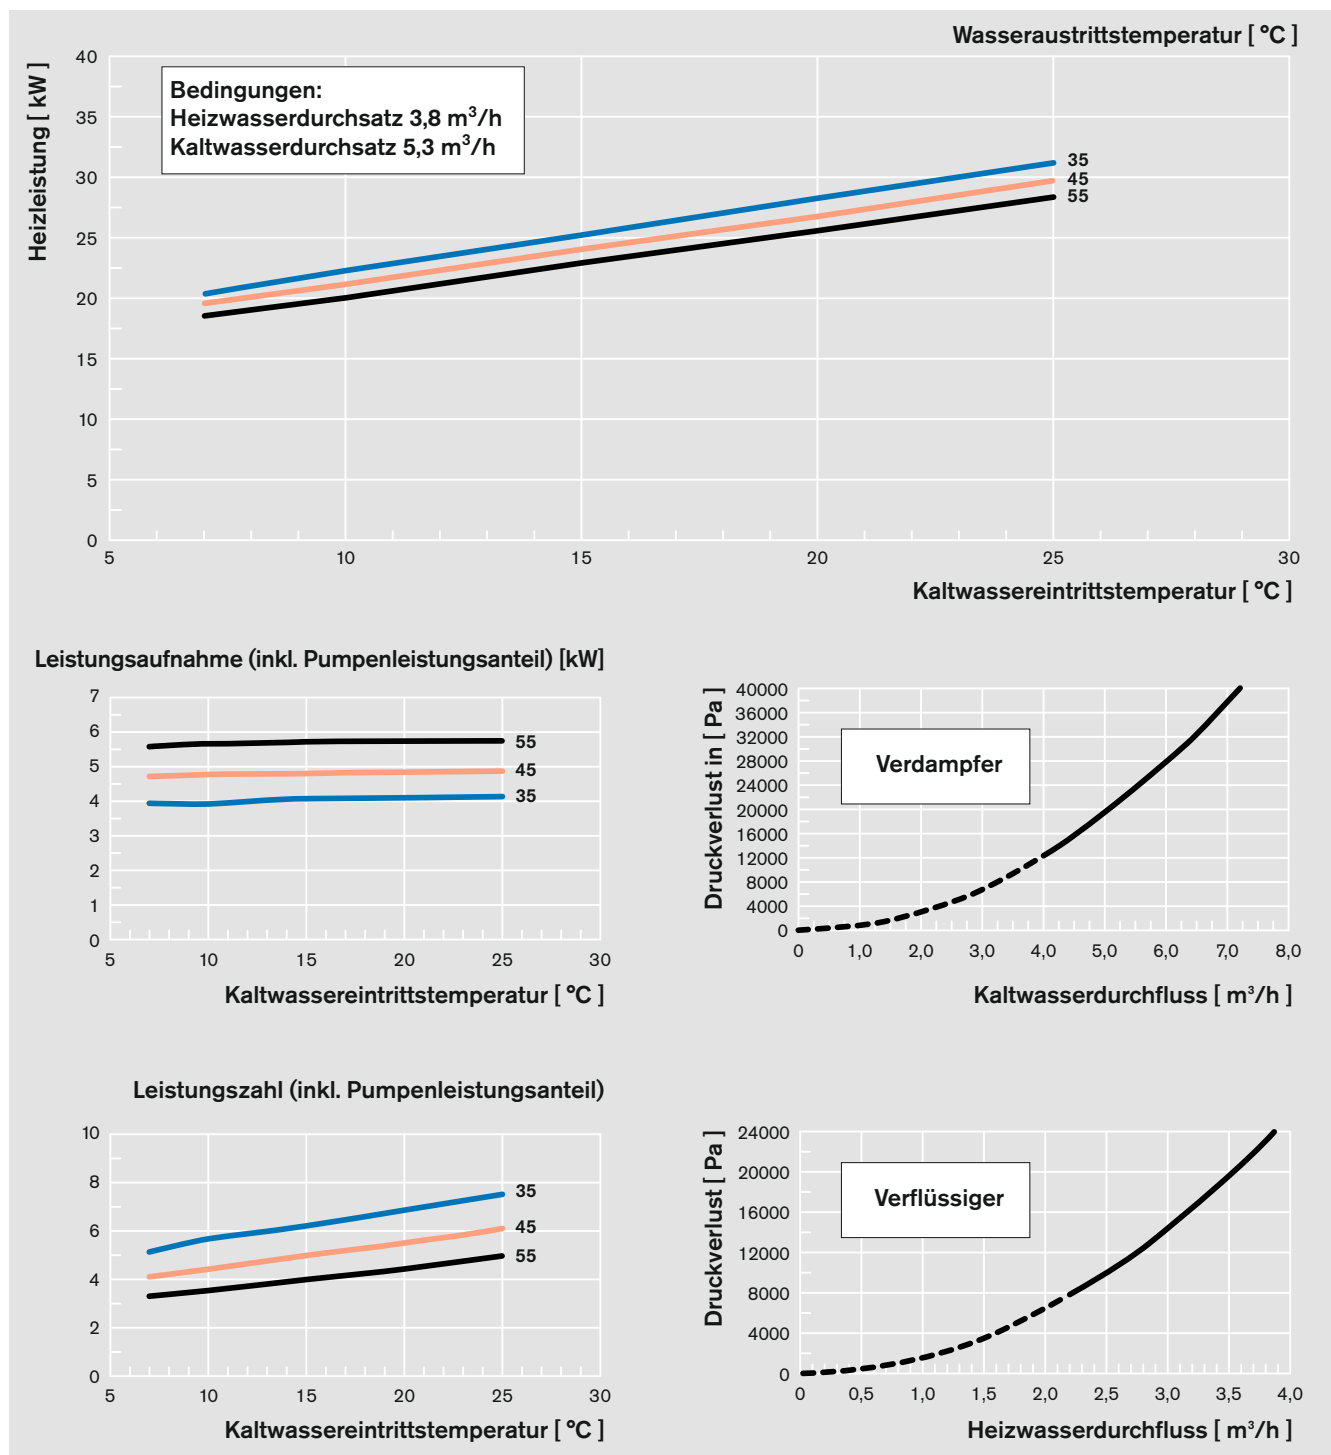 Wasseraustrittstemperatur [ °C ]
Heizleistung [ kW ]
40
35
30
25
20
15
10
5
0
Bedingungen:
Heizwasserdurchsatz 3,8 m³/h
Kaltwasserdurchsatz 5,3 m³/h
35
45
55
5 10 15 20 25 30
Kaltwassereintrittstemperatur [ °C ]
Leistungsaufnahme (inkl. Pumpenleistungsanteil) [kW]
7
6
5
4
3
2
1
0
55
45
35
5 10 15 20 25 30
Kaltwassereintrittstemperatur [ °C ]
Druckverlust in [ Pa ]
40000
36000
32000
28000
24000
20000
16000
12000
8000
4000
0
Verdampfer
0 1,0 2,0 3,0 4,0 5,0 6,0 7,0 8,0
Kaltwasserdurchfluss [ m³/h ]
Leistungszahl (inkl. Pumpenleistungsanteil)
10
8
6
4
2
0
35
45
55
5 10 15 20 25 30
Kaltwassereintrittstemperatur [ °C ]
Druckverlust [ Pa ]
24000
20000
16000
12000
8000
4000
0
Verflüssiger
0 0,5 1,0 1,5 2,0 2,5 3,0 3,5 4,0
Heizwasserdurchfluss [ m³/h ]